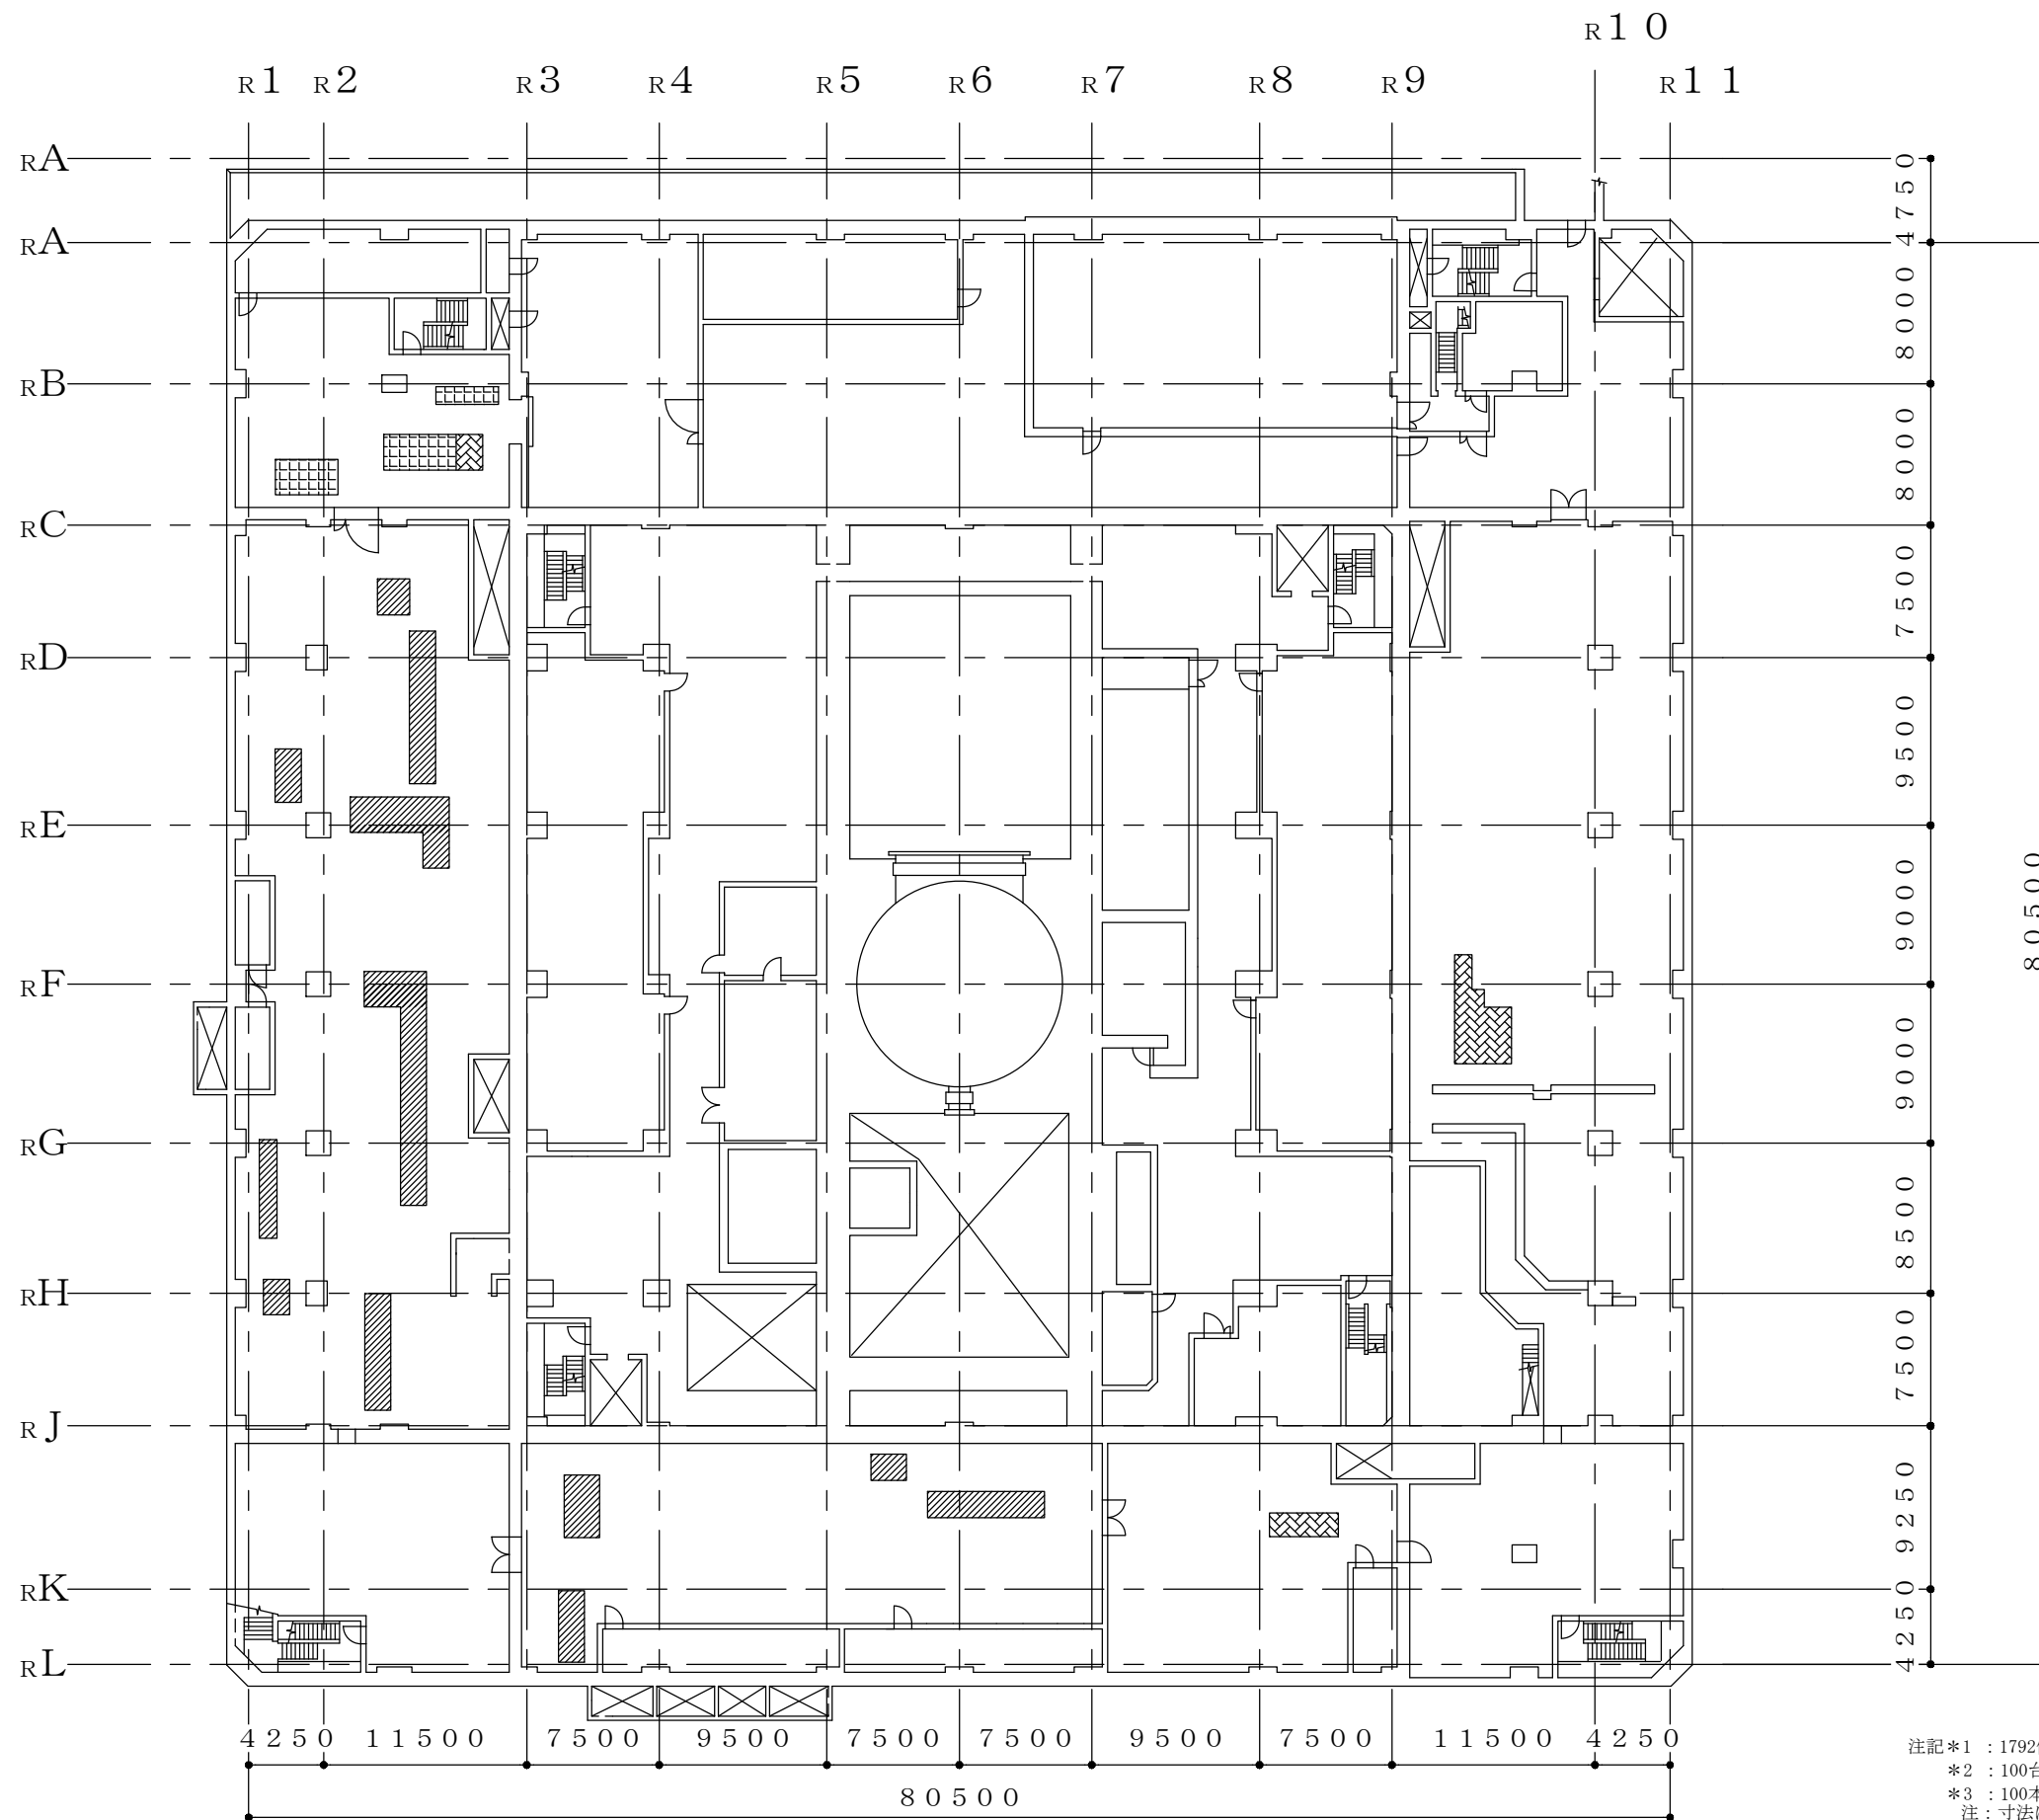 R10
R1 R2 R3 R4 R5 R6 R7 R8 R9 R11
RA
RA
RB
RC
RD
RE
RF
RG
RH
RJ
RK
RL
4750
8000
8000
7500
9500
9000
9000
8500
7500
9250
4250
80500
4250 11500 7500 9500 7500 7500 9500 7500 11500 4250
80500
注記＊1 ：1792
＊2 ：100台
＊3 ：100本
注：寸法